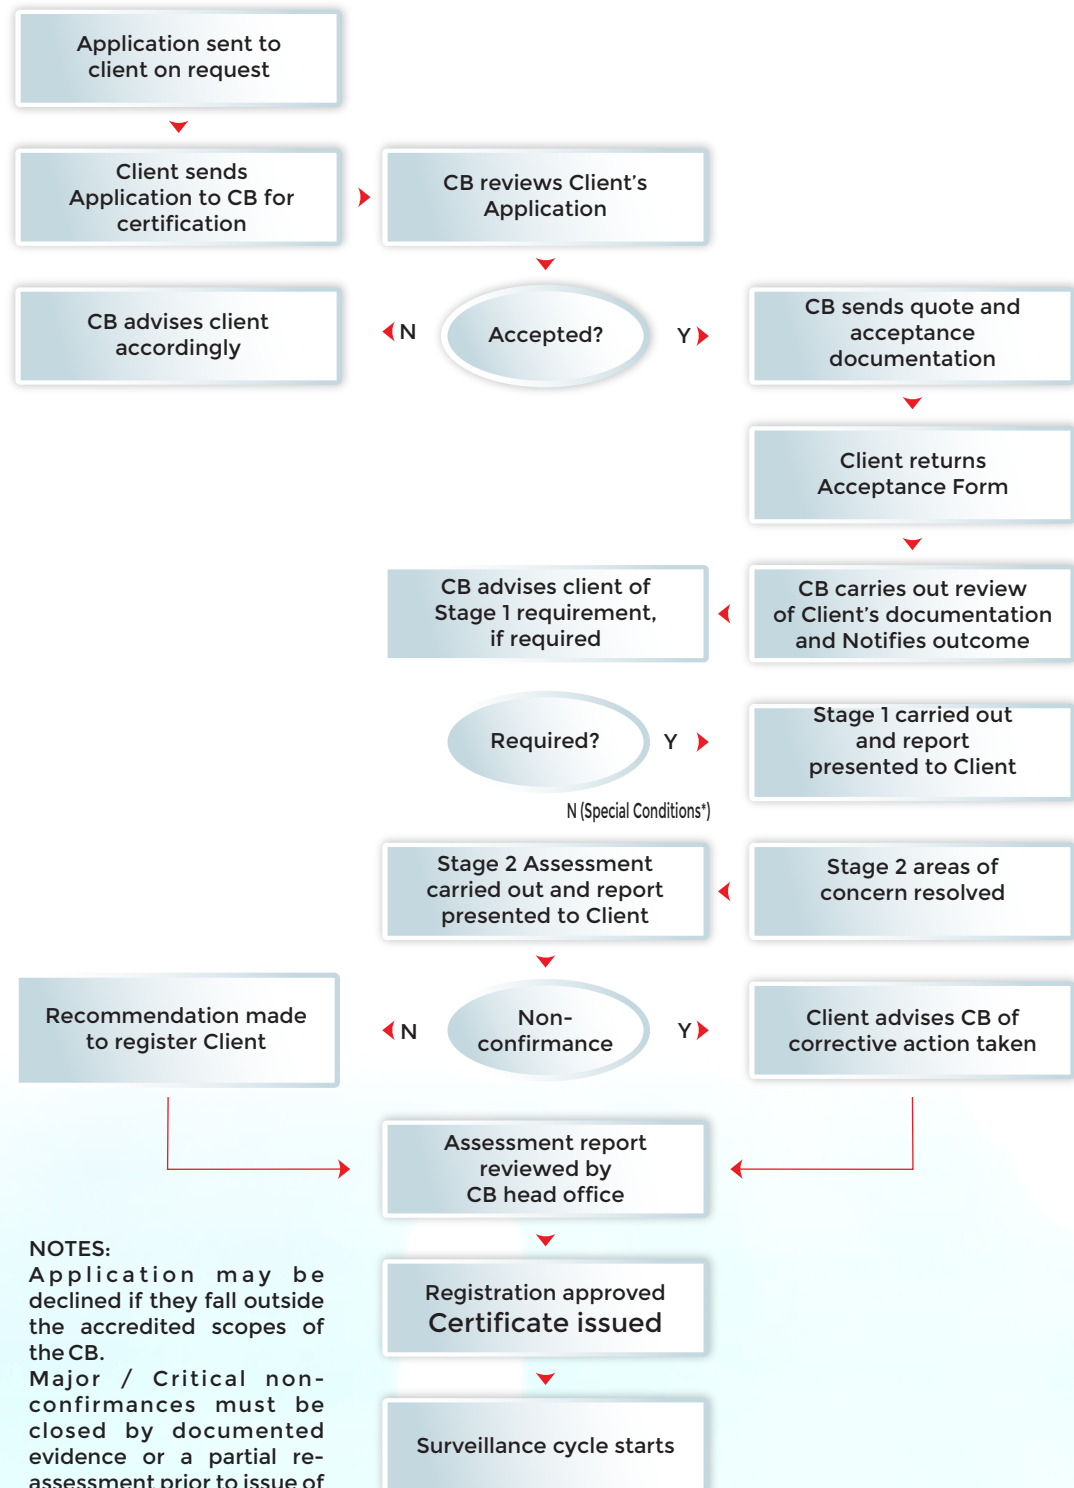 Application sent to
client on request
Client sends
Application to CB for
certification
CB reviews Client's
Application
CB advises client
accordingly
N
Accepted?
Y
CB sends quote and
acceptance
documentation
Client returns
Acceptance Form
CB advises client of
Stage 1 requirement,
if required
CB carries out review
of Client's documentation
and Notifies outcome
Required?
Y
Stage 1 carried out
and report
presented to Client
N (Special Conditions*)
Stage 2 Assessment
carried out and report
presented to Client
Stage 2 areas of
concern resolved
Recommendation made
to register Client
N
Non-
confirmance
Y
Client advises CB of
corrective action taken
Assessment report
reviewed by
CB head office
NOTES:
Application may be
declined if they fall outside
the accredited scopes of
the CB.
Major / Critical non-
confirmances must be
closed by documented
evidence or a partial re-
assessment prior to issue of
Registration approved
Certificate issued
Surveillance cycle starts